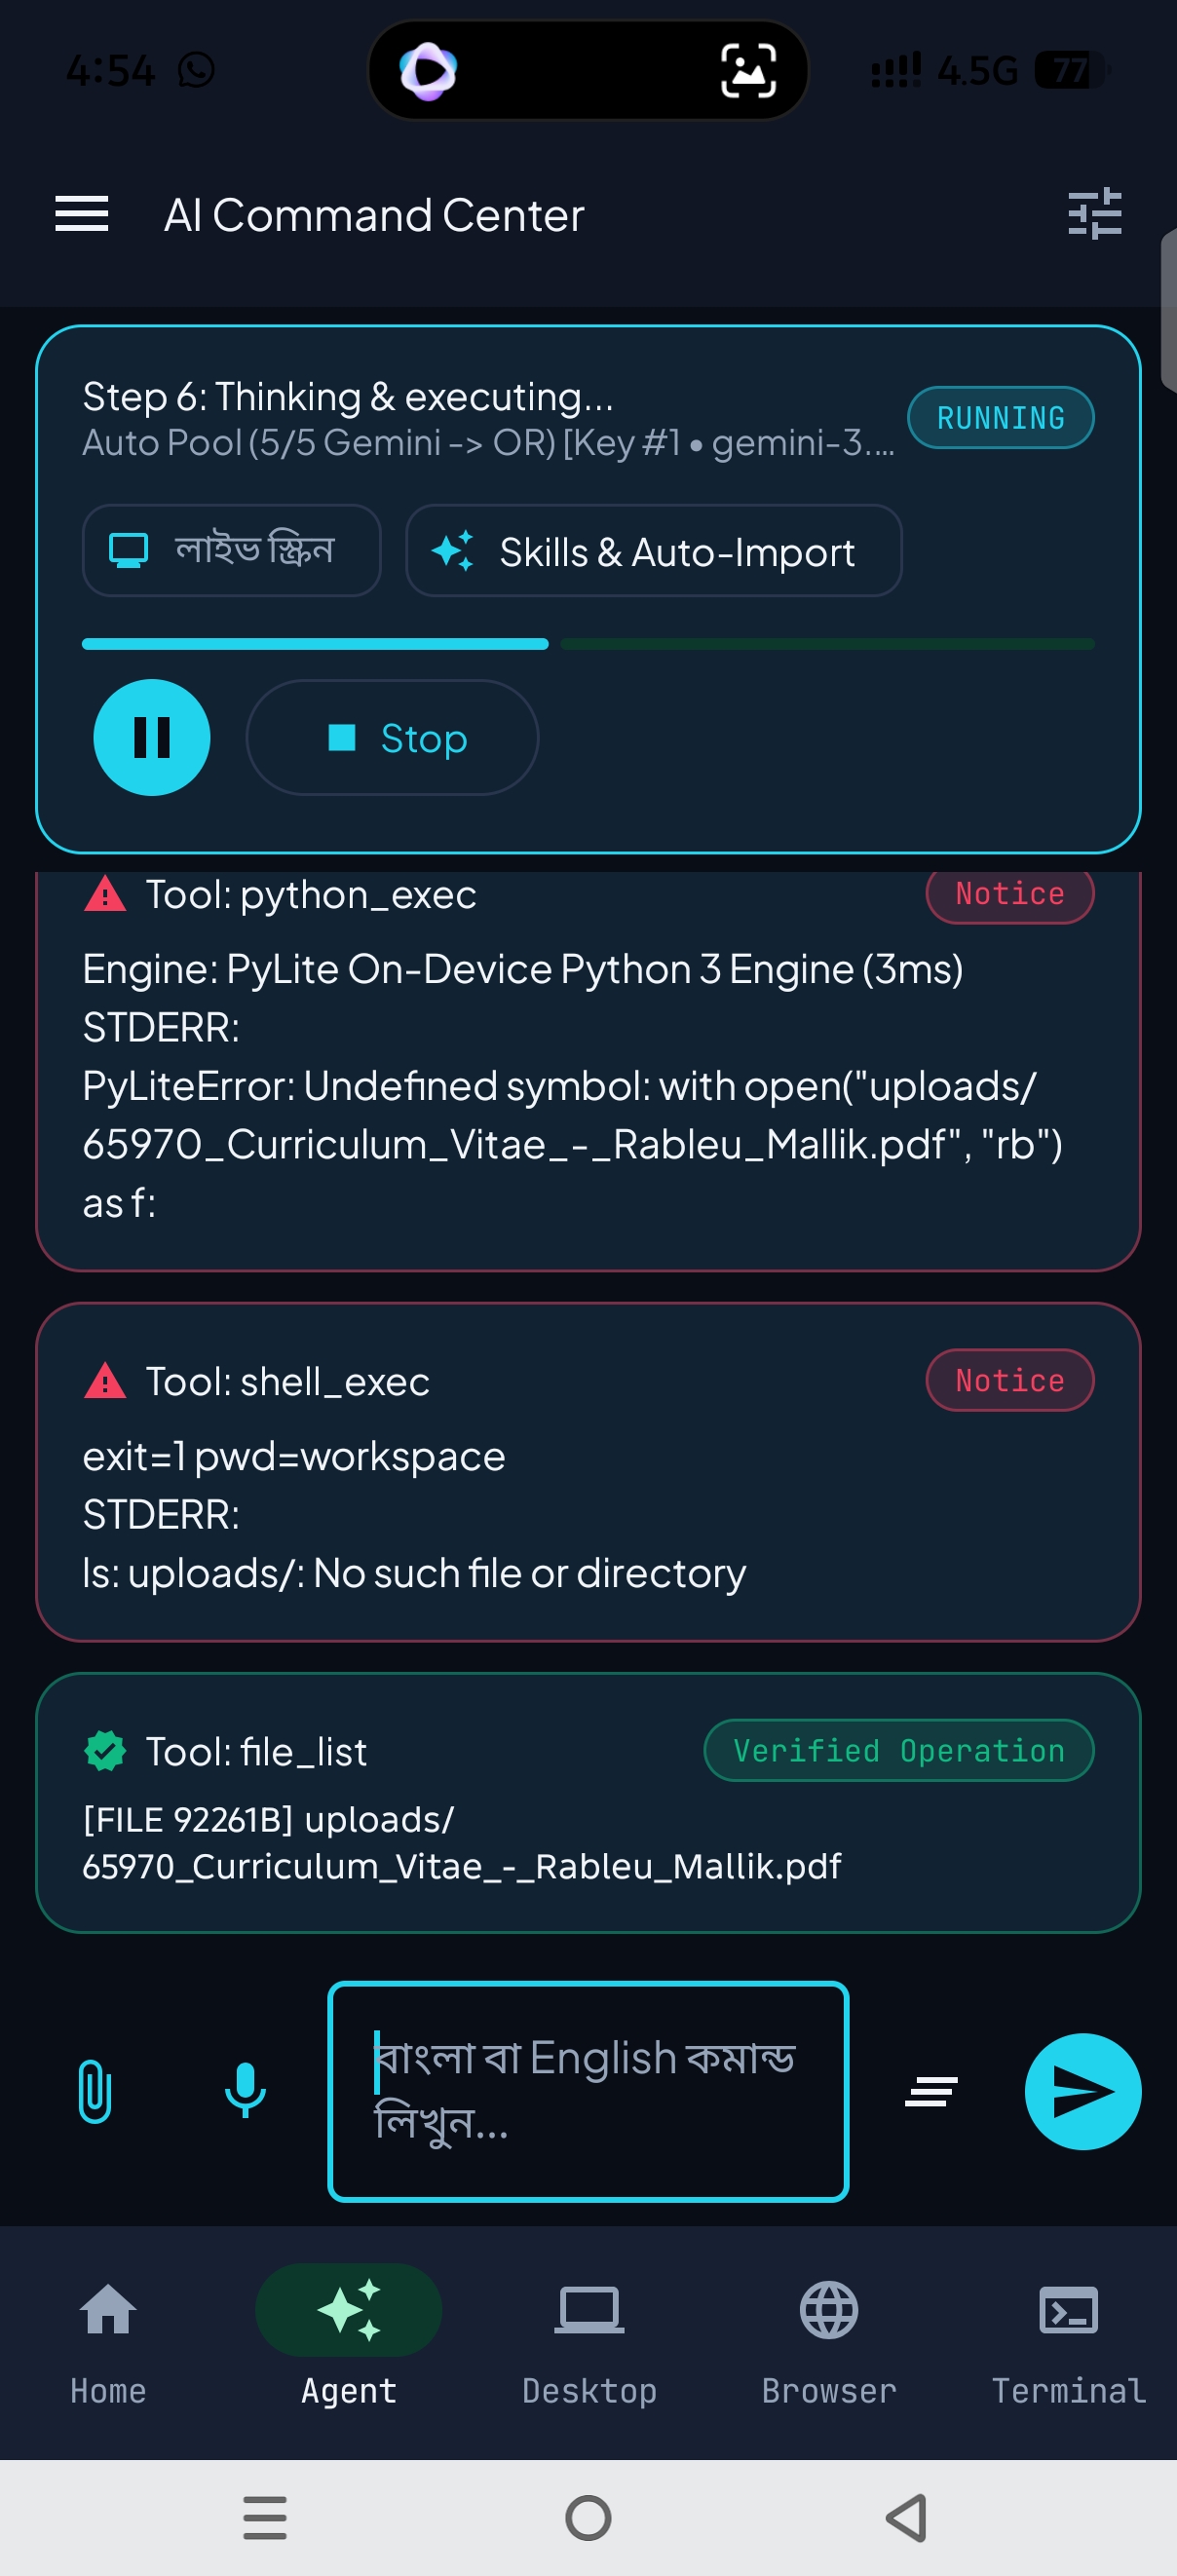 4:54
4.5G 77
AI Command Center
Step 6: Thinking & executing...
RUNNING
Auto Pool (5/5 Gemini -> OR) [Key #1 • gemini-3....
লাইভ স্ক্রিন
Skills & Auto-Import
Stop
Tool: python_exec
Notice
Engine: PyLite On-Device Python 3 Engine (3ms)
STDERR:
PyLiteError: Undefined symbol: with open("uploads/
65970_Curriculum_Vitae_-_Rableu_Mallik.pdf", "rb")
as f:
Tool: shell_exec
Notice
exit=1 pwd=workspace
STDERR:
ls: uploads/: No such file or directory
Tool: file_list
Verified Operation
[FILE 92261B] uploads/
65970_Curriculum_Vitae_-_Rableu_Mallik.pdf
বাংলা বা English কমান্ড
লিখুন...
Home
Agent
Desktop
Browser
Terminal